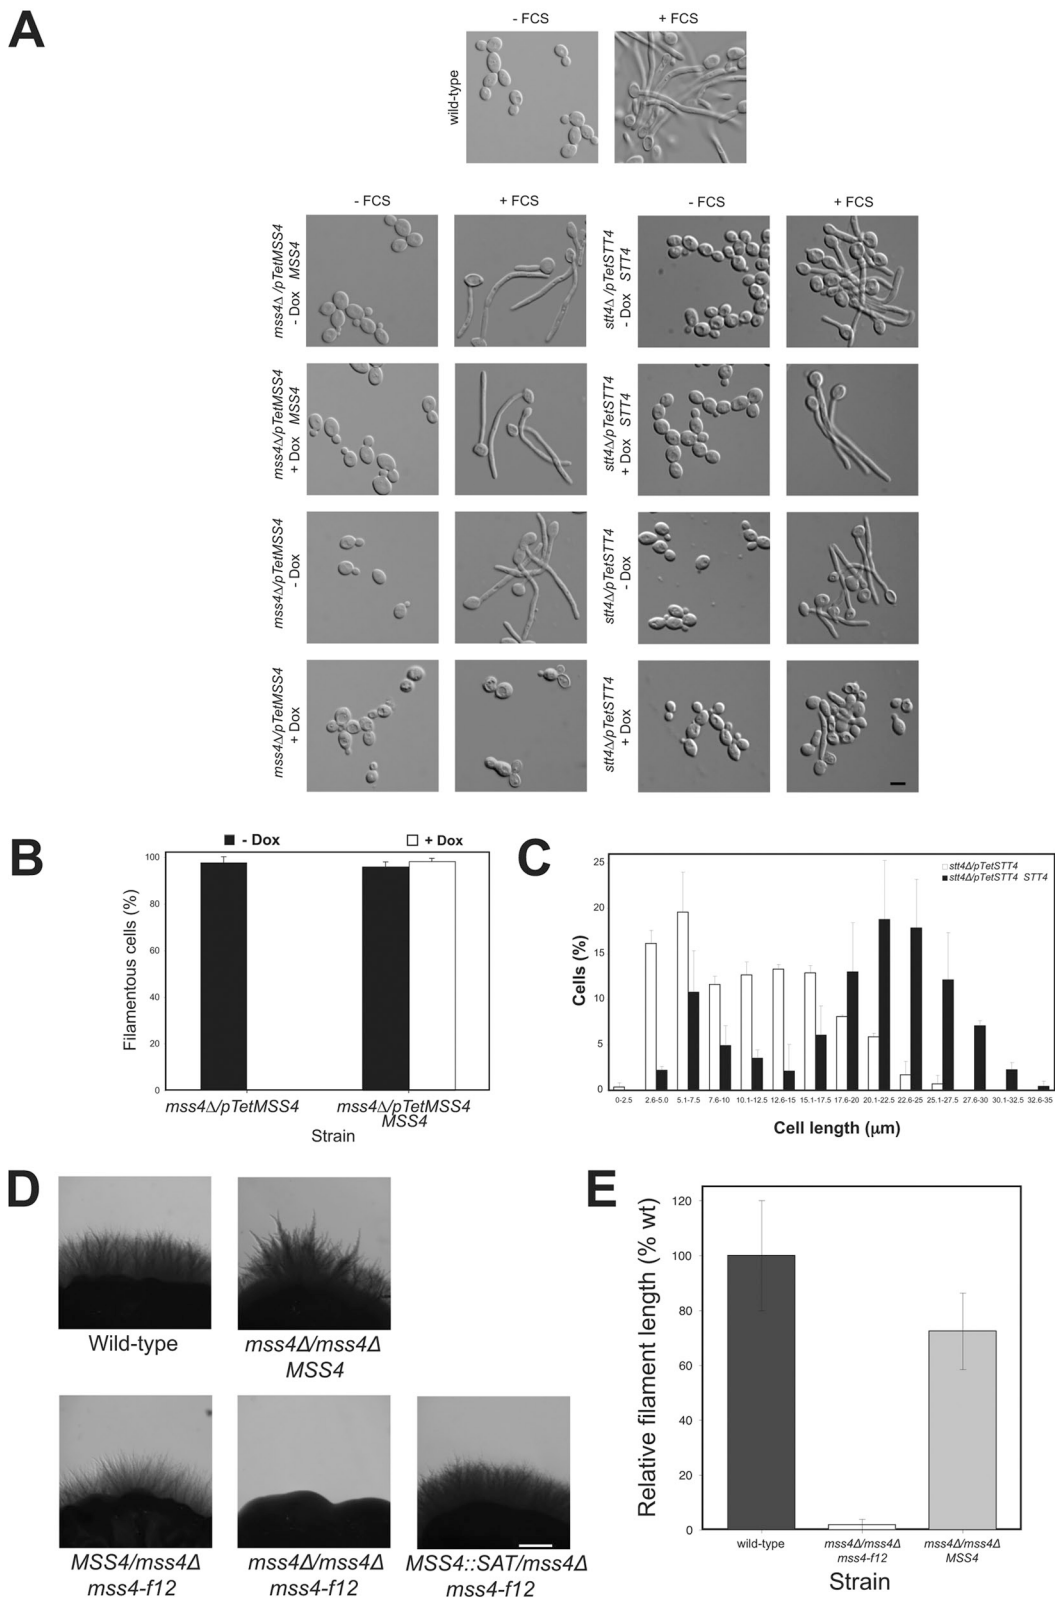 A
- FCS
+ FCS
wild-type
- FCS
+ FCS
- FCS
+ FCS
mss4Δ /pTetMSS4
- Dox MSS4
stt4Δ /pTetSTT4
- Dox STT4
mss4Δ/pTetMSS4
+ Dox MSS4
stt4Δ/pTetSTT4
+ Dox STT4
mss4Δ/pTetMSS4
- Dox
stt4Δ/pTetSTT4
- Dox
mss4Δ/pTetMSS4
+ Dox
stt4Δ/pTetSTT4
+ Dox
B
- Dox
+ Dox
Filamentous cells (%)
100
80
60
40
20
0
mss4Δ/pTetMSS4
mss4Δ/pTetMSS4
MSS4
Strain
C
stt4Δ/pTetSTT4
stt4Δ/pTetSTT4 STT4
Cells (%)
25
20
15
10
5
0
0-2.5 2.6-5.0 5.1-7.5 7.6-10 10.1-12.5 12.6-15 15.1-17.5 17.6-20 20.1-22.5 22.6-25 25.1-27.5 27.6-30 30.1-32.5 32.6-35
Cell length (μm)
D
Wild-type
mss4Δ/mss4Δ
MSS4
MSS4/mss4Δ
mss4-f12
mss4Δ/mss4Δ
mss4-f12
MSS4::SAT/mss4Δ
mss4-f12
E
Relative filament length (% wt)
120
100
80
60
40
20
0
wild-type
mss4Δ/mss4Δ
mss4-f12
mss4Δ/mss4Δ
MSS4
Strain